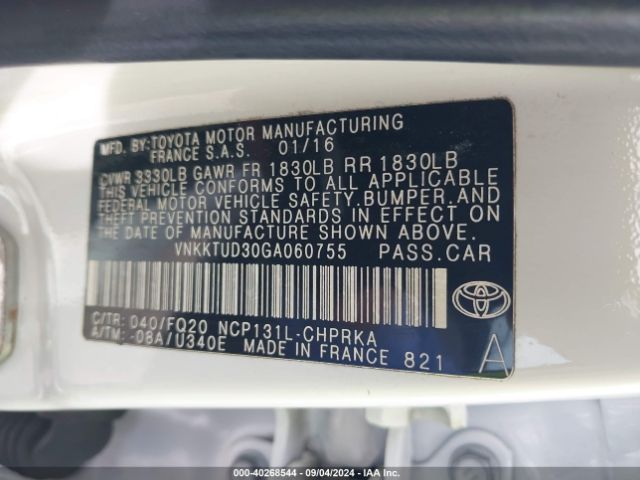 MFD. BY:TOYOTA MOTOR MANUFACTURING
FRANCE S.A.S. 01/16
GVWR 3330LB GAWR FR 1830LB RR 1830LB
THIS VEHICLE CONFORMS TO ALL APPLICABLE
FEDERAL MOTOR VEHICLE SAFETY,BUMPER,AND
THEFT PREVENTION STANDARDS IN EFFECT ON
THE DATE OF MANUFACTURE SHOWN ABOVE.
VNKKTUD30GA060755 PASS.CAR
C/TR: 040/FQ20 NCP131L-CHPRKA
A/TM: -08A/U340E MADE IN FRANCE 821
A
000-40268544 — 09/04/2024 — IAA Inc.